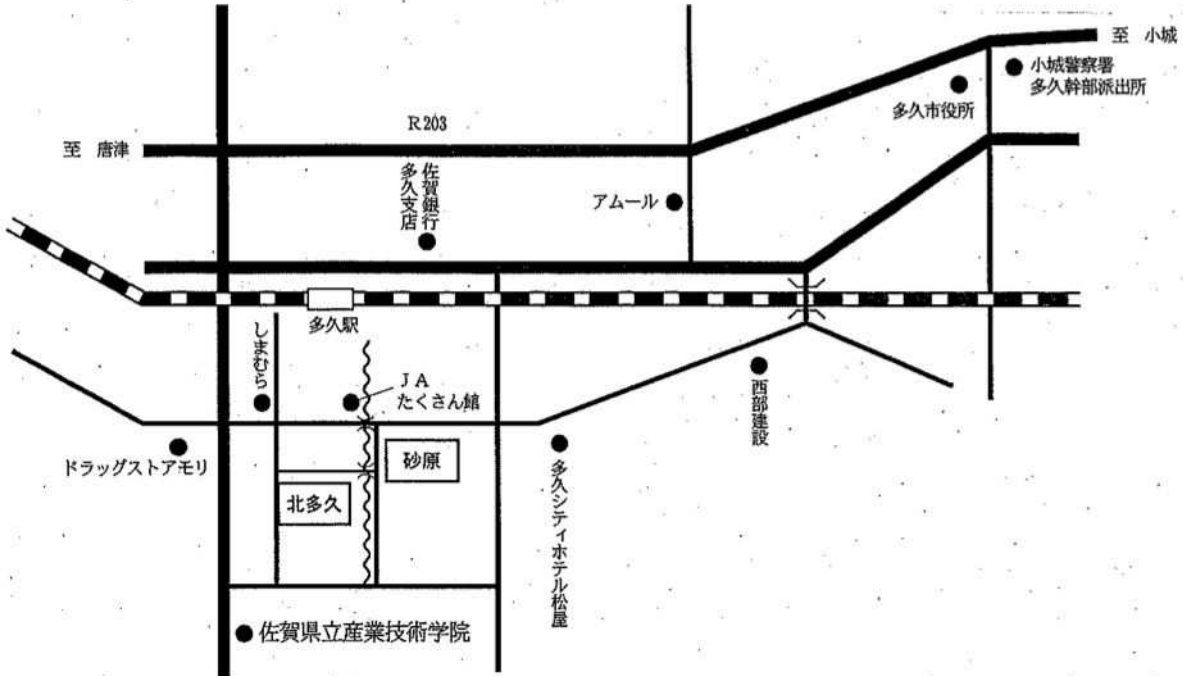 至 小城
小城警察署
多久幹部派出所
多久市役所
R203
至 唐津
佐賀銀行
多久支店
アムール
多久駅
しまむら
JA
たくさん館
西部建設
ドラッグストアモリ
砂原
北多久
多久シティホテル松屋
佐賀県立産業技術学院